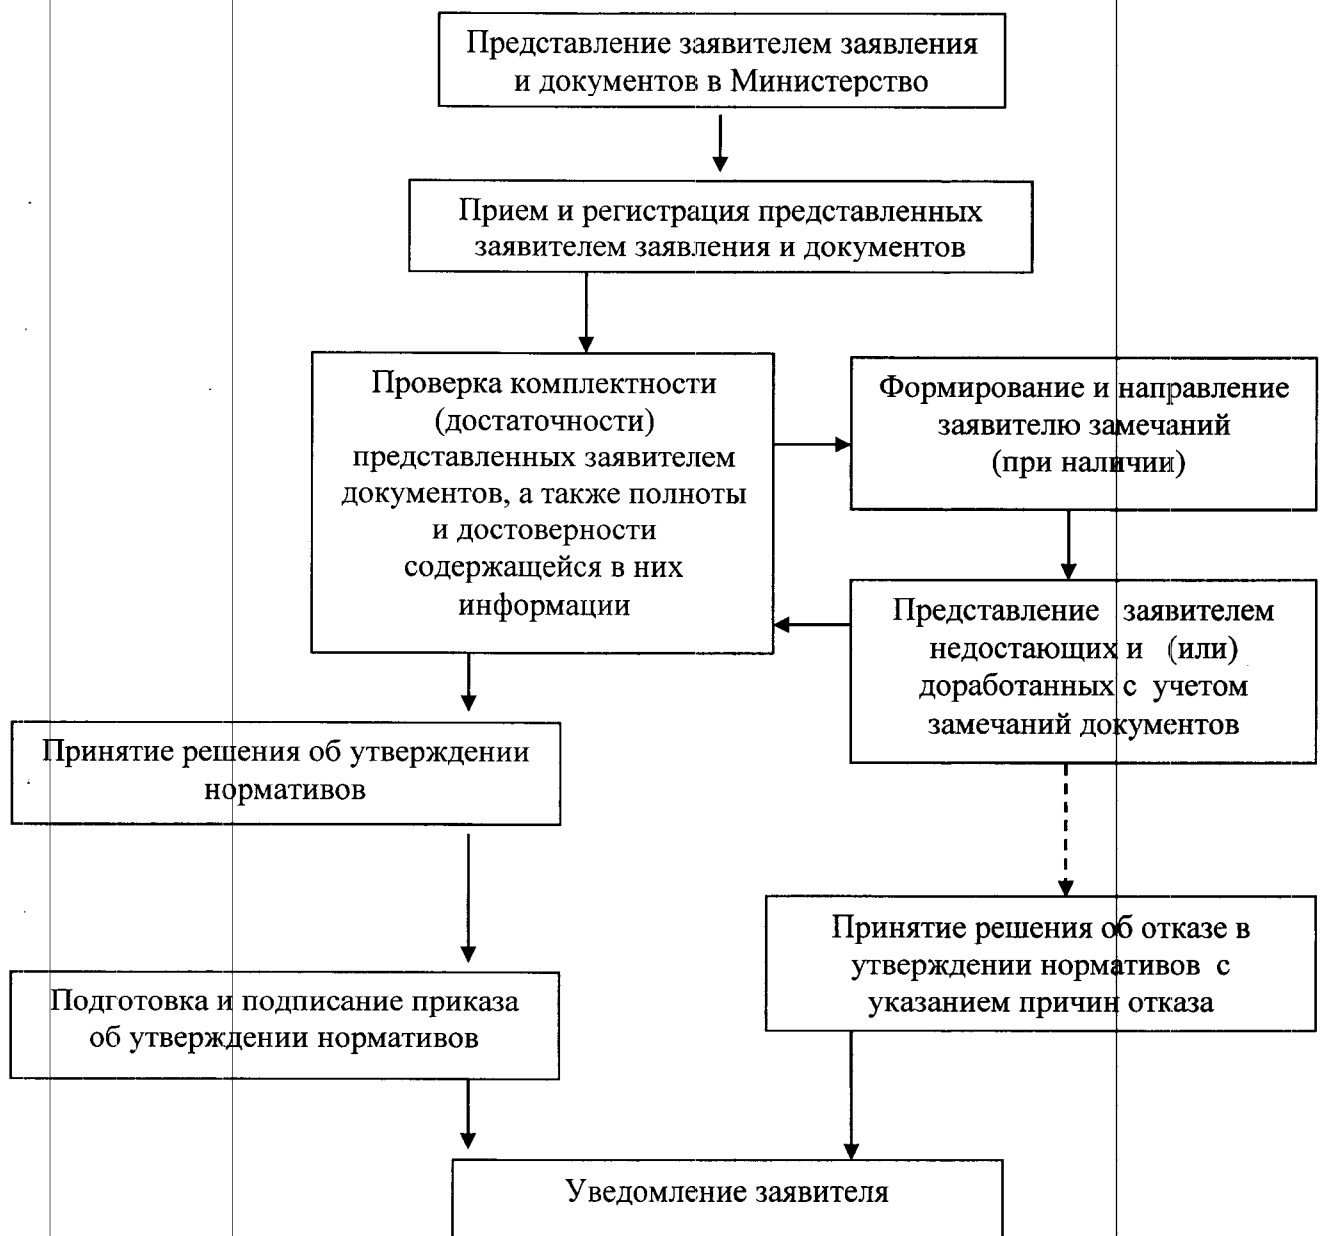 Представление заявителем заявления
и документов в Министерство
Прием и регистрация представленных
заявителем заявления и документов
Проверка комплектности
(достаточности)
представленных заявителем
документов, а также полноты
и достоверности
содержащейся в них
информации
Формирование и направление
заявителю замечаний
(при наличии)
Представление заявителем
недостающих и (или)
доработанных с учетом
замечаний документов
Принятие решения об утверждении
нормативов
Принятие решения об отказе в
утверждении нормативов с
указанием причин отказа
Подготовка и подписание приказа
об утверждении нормативов
Уведомление заявителя